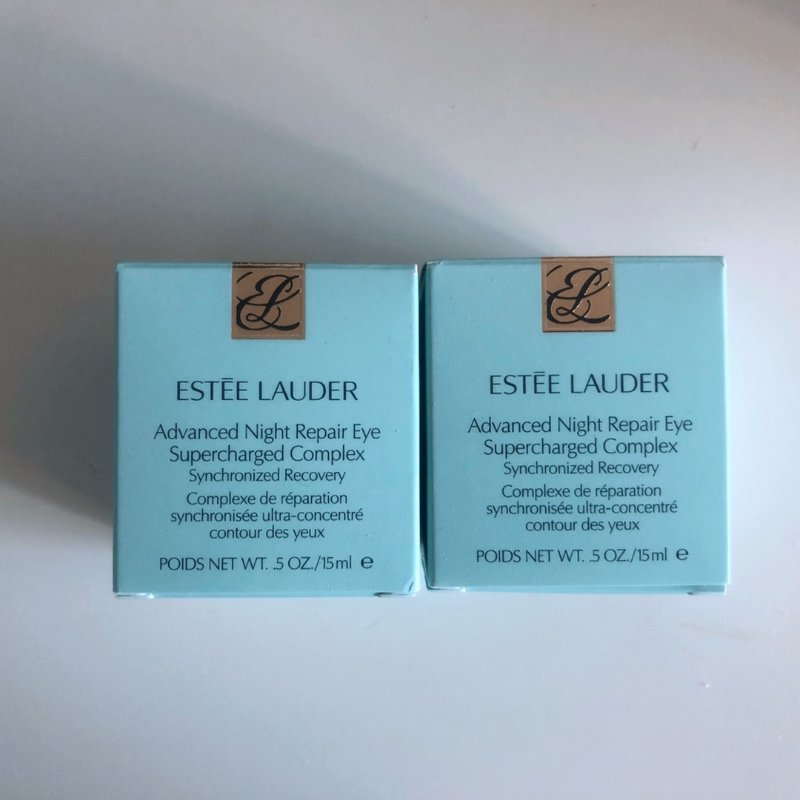 EL
ESTĒE LAUDER
Advanced Night Repair Eye
Supercharged Complex
Synchronized Recovery
Complexe de réparation
synchronisée ultra-concentré
contour des yeux
POIDS NET WT. .5 OZ./15ml e
EL
ESTĒE LAUDER
Advanced Night Repair Eye
Supercharged Complex
Synchronized Recovery
Complexe de réparation
synchronisée ultra-concentré
contour des yeux
POIDS NET WT. .5 OZ./15ml e